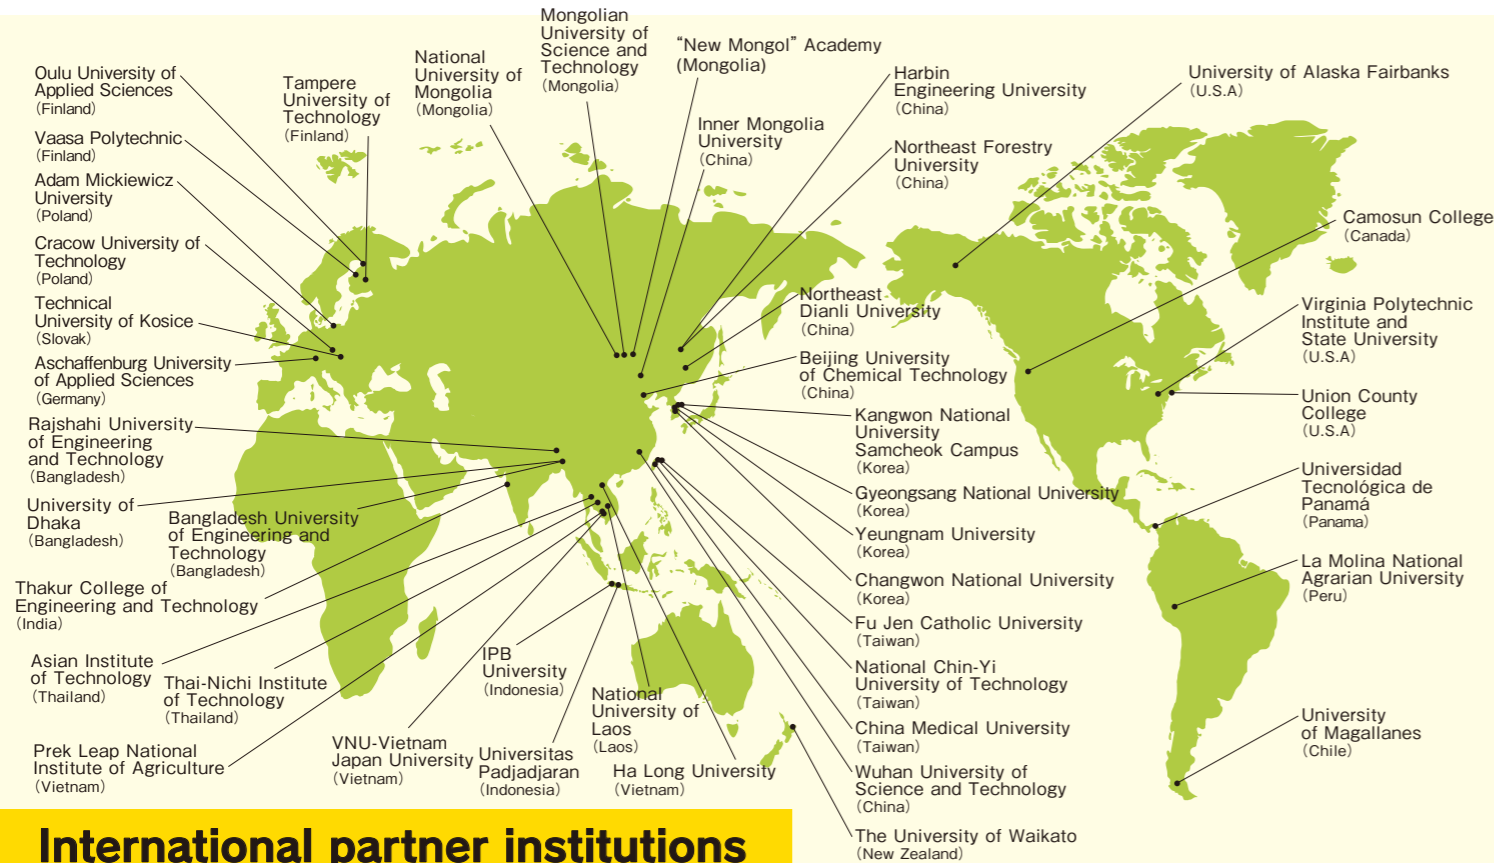 Mongolian
University of
Science and
Technology
(Mongolia)
"New Mongol" Academy
(Mongolia)
National
University of
Mongolia
(Mongolia)
Oulu University of
Applied Sciences
(Finland)
Tampere
University of
Technology
(Finland)
Harbin
Engineering University
(China)
University of Alaska Fairbanks
(U.S.A)
Vaasa Polytechnic
(Finland)
Inner Mongolia
University
(China)
Northeast Forestry
University
(China)
Adam Mickiewicz
University
(Poland)
Camosun College
(Canada)
Cracow University of
Technology
(Poland)
Northeast
Dianli University
(China)
Technical
University of Kosice
(Slovak)
Virginia Polytechnic
Institute and
State University
(U.S.A)
Aschaffenburg University
of Applied Sciences
(Germany)
Beijing University
of Chemical Technology
(China)
Union County
College
(U.S.A)
Rajshahi University
of Engineering
and Technology
(Bangladesh)
Kangwon National
University
Samcheok Campus
(Korea)
Universidad
Tecnológica de
Panamá
(Panama)
University of
Dhaka
(Bangladesh)
Bangladesh University
of Engineering and
Technology
(Bangladesh)
Gyeongsang National University
(Korea)
Yeungnam University
(Korea)
La Molina National
Agrarian University
(Peru)
Thakur College of
Engineering and Technology
(India)
Changwon National University
(Korea)
Fu Jen Catholic University
(Taiwan)
Asian Institute
of Technology
(Thailand)
Thai-Nichi Institute
of Technology
(Thailand)
IPB
University
(Indonesia)
National
University of
Laos
(Laos)
National Chin-Yi
University of Technology
(Taiwan)
University
of Magallanes
(Chile)
China Medical University
(Taiwan)
Prek Leap National
Institute of Agriculture
(Vietnam)
VNU-Vietnam
Japan University
(Vietnam)
Universitas
Padjadjaran
(Indonesia)
Ha Long University
(Vietnam)
Wuhan University of
Science and Technology
(China)
The University of Waikato
(New Zealand)
International partner institutions